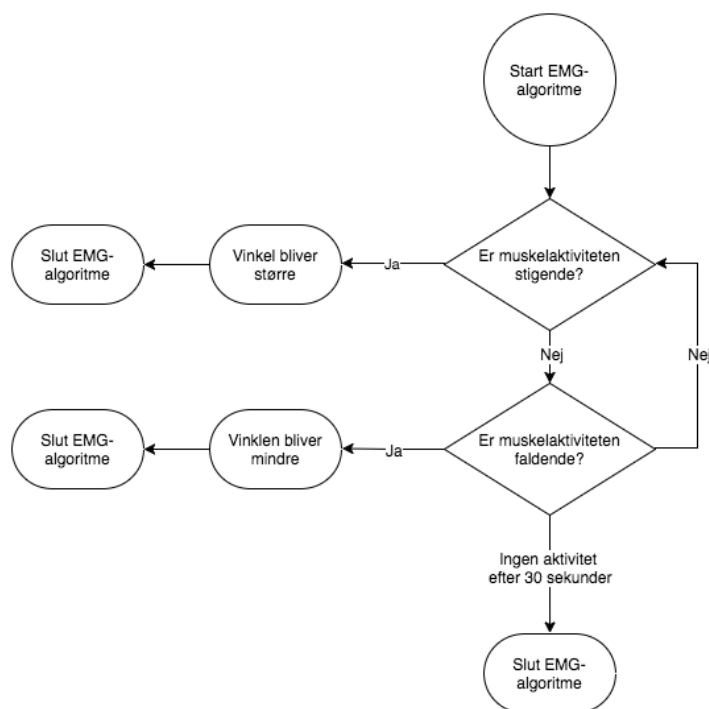 Start EMG-
algoritme
Er muskelaktiviteten
stigende?
Ja
Vinkel bliver
større
Slut EMG-
algoritme
Nej
Nej
Er muskelaktiviteten
faldende?
Ja
Vinklen bliver
mindre
Slut EMG-
algoritme
Ingen aktivitet
efter 30 sekunder
Slut EMG-
algoritme